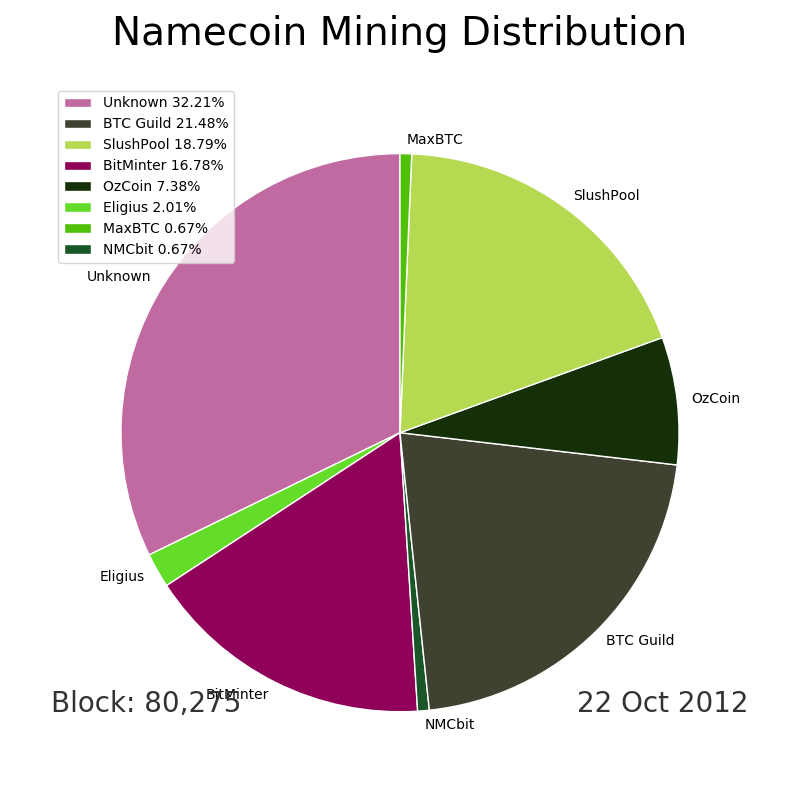 Namecoin Mining Distribution
Unknown 32.21%
BTC Guild 21.48%
SlushPool 18.79%
BitMinter 16.78%
OzCoin 7.38%
Eligius 2.01%
MaxBTC 0.67%
NMCbit 0.67%
MaxBTC
SlushPool
Unknown
OzCoin
Eligius
BTC Guild
BitMinter
Block: 80,275
22 Oct 2012
NMCbit